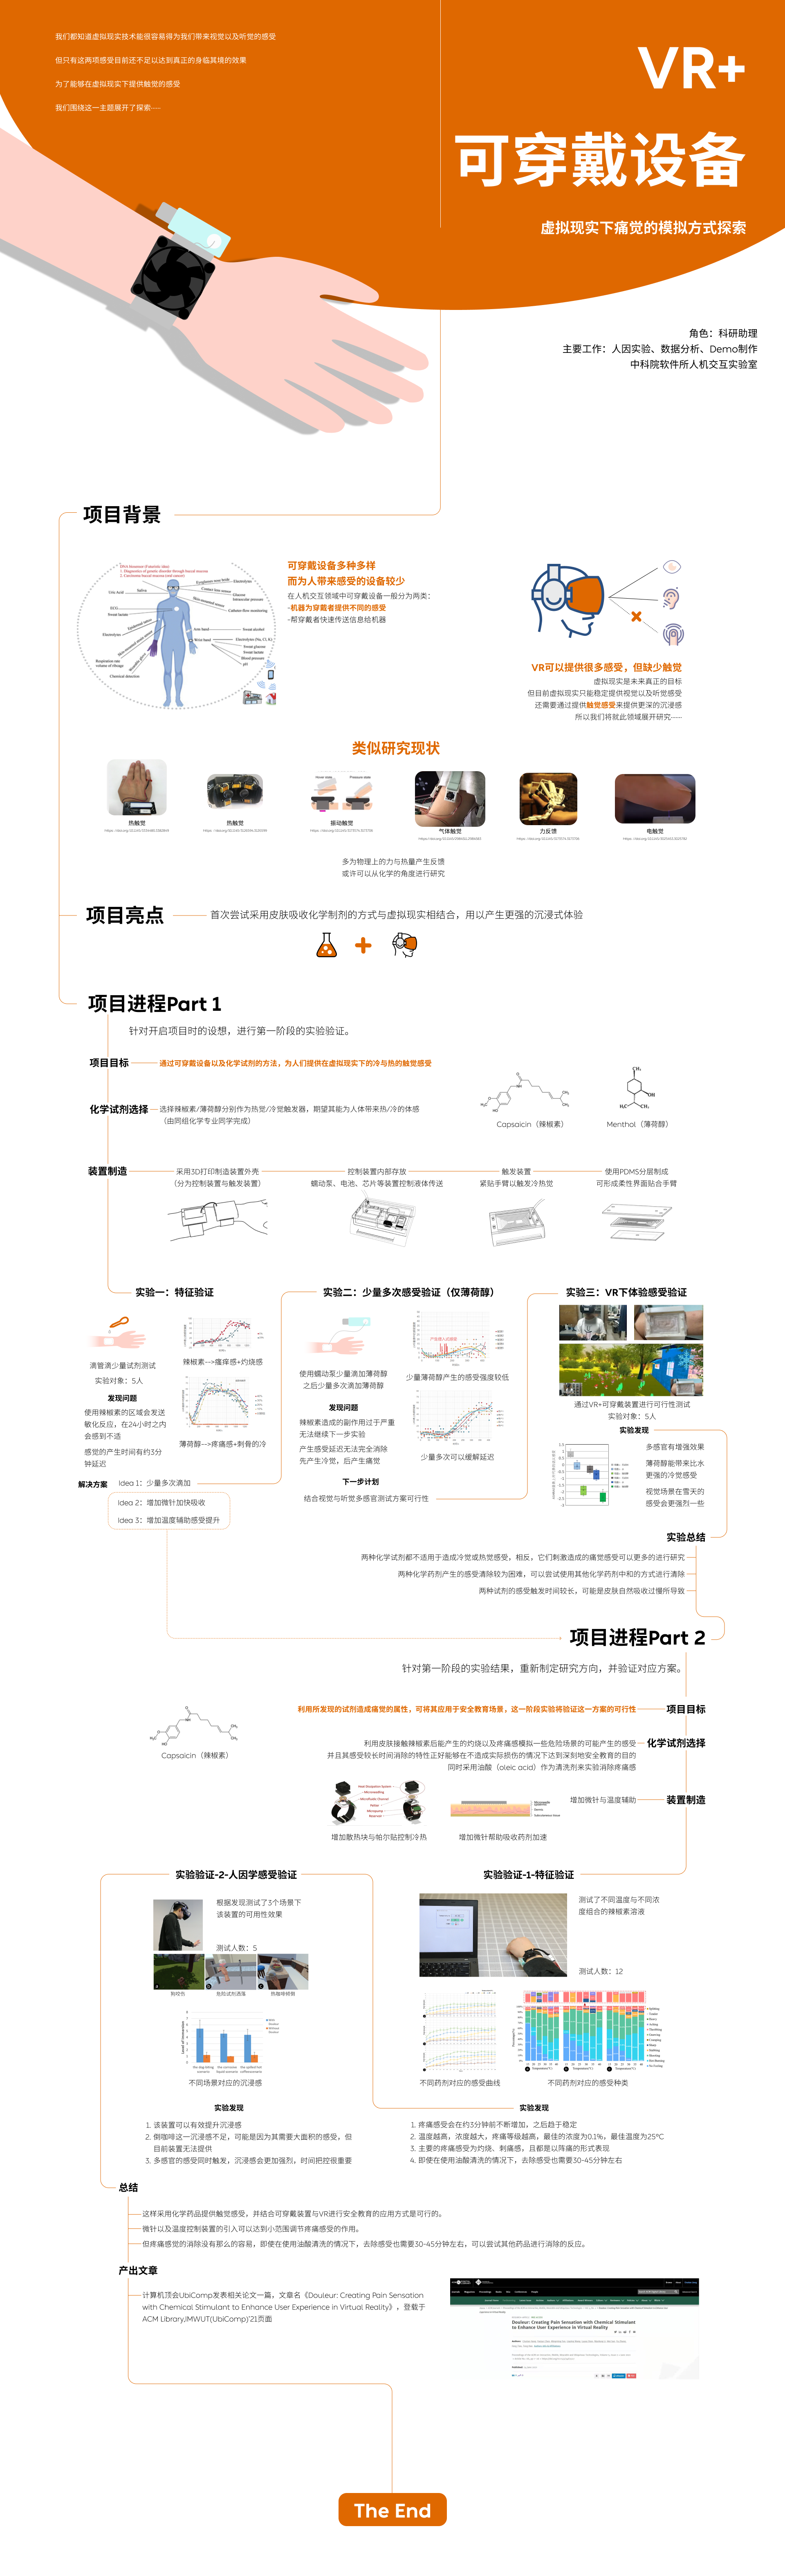 我们都知道虚拟现实技术能很容易得为我们带来视觉以及听觉的感受
但只有这两项感受目前还不足以达到真正的身临其境的效果
为了能够在虚拟现实下提供触觉的感受
我们围绕这一主题展开了探索——
VR+
可穿戴设备
虚拟现实下痛觉的模拟方式探索
角色：科研助理
主要工作：人因实验、数据分析、Demo制作
中科院软件所人机交互实验室
项目背景
可穿戴设备多种多样
而为人带来感受的设备较少
在人机交互领域中可穿戴设备一般分为两类：
-机器为穿戴者提供不同的感受
-帮穿戴者快速传送信息给机器
VR可以提供很多感受，但缺少触觉
虚拟现实是未来真正的目标
但目前虚拟现实只能稳定提供视觉以及听觉感受
还需要通过提供触觉感受来提供更深的沉浸感
所以我们将就此领域展开研究——
类似研究现状
热触觉
热触觉
振动触觉
气体触觉
力反馈
电触觉
多为物理上的力与热量产生反馈
或许可以从化学的角度进行研究
项目亮点
首次尝试采用皮肤吸收化学制剂的方式与虚拟现实相结合，用以产生更强的沉浸式体验
项目进程Part 1
针对开启项目时的设想，进行第一阶段的实验验证。
项目目标
通过可穿戴设备以及化学试剂的方法，为人们提供在虚拟现实下的冷与热的触觉感受
化学试剂选择
选择辣椒素/薄荷醇分别作为热觉/冷觉触发器，期望其能为人体带来热/冷的体感
（由同组化学专业同学完成）
Capsaicin（辣椒素）
Menthol（薄荷醇）
装置制造
采用3D打印制造装置外壳
（分为控制装置与触发装置）
控制装置内部存放
蠕动泵、电池、芯片等装置控制液体传送
触发装置
紧贴手臂以触发冷热觉
使用PDMS分层制成
可形成柔性界面贴合手臂
实验一：特征验证
滴管滴少量试剂测试
实验对象：5人
发现问题
使用辣椒素的区域会发送
敏化反应，在24小时之内
会感到不适
感觉的产生时间有约3分
钟延迟
辣椒素-->瘙痒感+灼烧感
薄荷醇-->疼痛感+刺骨的冷
解决方案
Idea 1：少量多次滴加
Idea 2：增加微针加快吸收
Idea 3：增加温度辅助感受提升
实验二：少量多次感受验证（仅薄荷醇）
使用蠕动泵少量滴加薄荷醇
之后少量多次滴薄荷醇
发现问题
辣椒素造成的副作用过于严重
无法继续下一步实验
产生感受延迟无法完全消除
先产生冷觉，后产生痛觉
下一步计划
结合视觉与听觉多感官测试方案可行性
少量薄荷醇产生的感受强度较低
少量多次可以缓解延迟
实验三：VR下体验感受验证
通过VR+可穿戴装置进行可行性测试
实验对象：5人
实验发现
多感官有增强效果
薄荷醇能带来比水
更强的冷觉感受
视觉场景在雪天的
感受会更强烈一些
实验总结
两种化学试剂都不适用于造成冷觉或热觉感受，相反，它们刺激造成的痛觉感受可以更多的进行研究
两种化学药剂产生的感受清除较为困难，可以尝试使用其他化学药剂中和的方式进行清除
两种试剂的感受触发时间较长，可能是皮肤自然吸收过慢所导致
项目进程Part 2
针对第一阶段的实验结果，重新制定研究方向，并验证对应方案。
项目目标
利用所发现的试剂造成痛觉的属性，可将其应用于安全教育场景，这一阶段实验将验证这一方案的可行性
化学试剂选择
利用皮肤接触辣椒素后能产生的灼烧以及疼痛感模拟一些危险场景的可能产生的感受
并且其感受较长时间消除的特性正好能够在不造成实际损伤的情况下达到深刻地安全教育的目的
同时采用油酸（oleic acid）作为清洗剂来实验消除疼痛感
Capsaicin（辣椒素）
装置制造
增加微针与温度辅助
增加散热块与帕尔贴控制冷热
增加微针帮助吸收药剂加速
实验验证-1-特征验证
测试了不同温度与不同浓
度组合的辣椒素溶液
测试人数：12
不同药剂对应的感受曲线
不同药剂对应的感受种类
实验发现
1. 疼痛感受会在约3分钟前不断增加，之后趋于稳定
2. 温度越高，浓度越大，疼痛等级越高，最佳的浓度为0.1%，最佳温度为25°C
3. 主要的疼痛感受为灼烧、刺痛感，且都是以阵痛的形式表现
4. 即使在使用油酸清洗的情况下，去除感受也需要30-45分钟左右
实验验证-2-人因学感受验证
根据发现测试了3个场景下
该装置的可用性效果
测试人数：5
狗咬伤
危险试剂洒落
热咖啡倾倒
不同场景对应的沉浸感
实验发现
1. 该装置可以有效提升沉浸感
2. 倒咖啡这一沉浸感不足，可能是因为其需要大面积的感受，但
目前装置无法提供
3. 多感官的感受同时触发，沉浸感会更加强烈，时间把控很重要
总结
这样采用化学药品提供触觉感受，并结合可穿戴装置与VR进行安全教育的应用方式是可行的。
微针以及温度控制装置的引入可以达到小范围调节疼痛感受的作用。
但疼痛感觉的消除没有那么的容易，即使在使用油酸清洗的情况下，去除感受也需要30-45分钟左右，可以尝试其他药品进行消除的反应。
产出文章
计算机顶会UbiComp发表相关论文一篇，文章名《Douleur: Creating Pain Sensation
with Chemical Stimulant to Enhance User Experience in Virtual Reality》，登载于
ACM Library,IMWUT(UbiComp)'21页面
Douleur: Creating Pain Sensation with Chemical Stimulant
to Enhance User Experience in Virtual Reality
The End